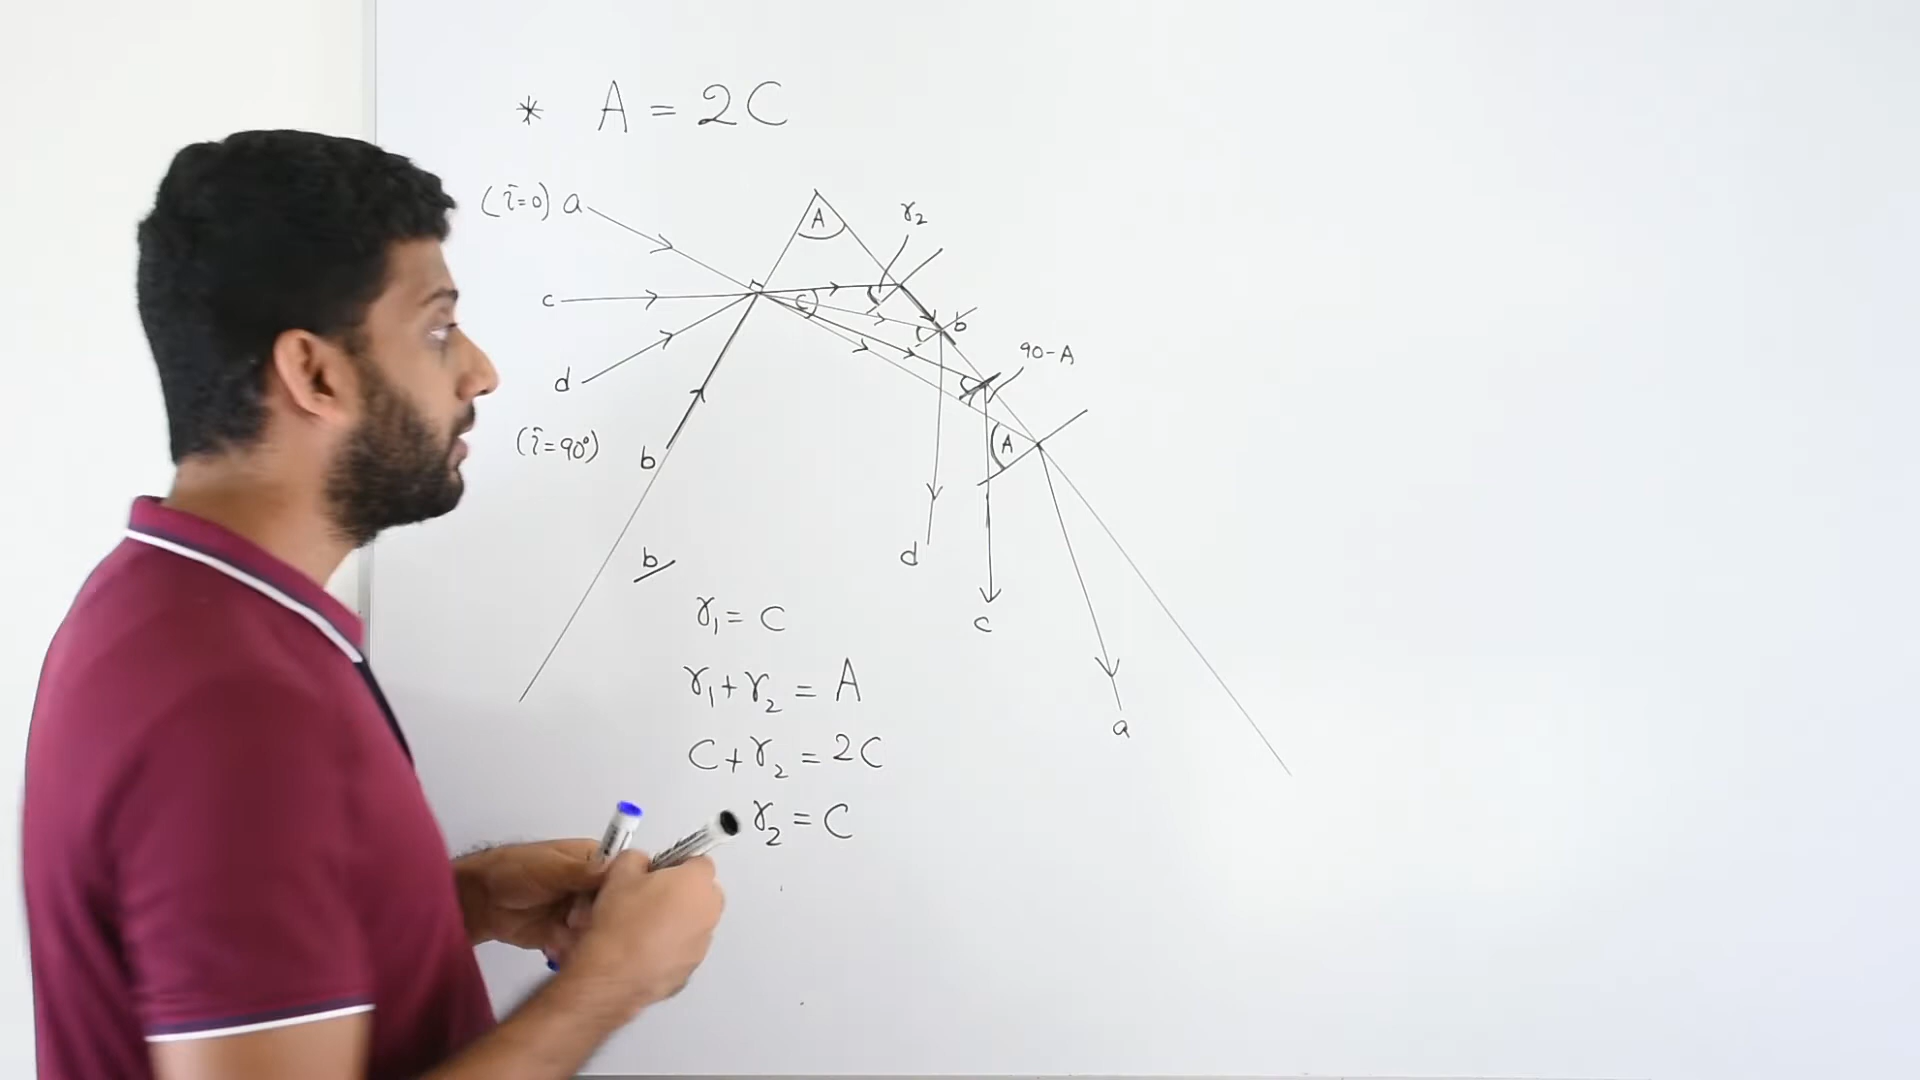 * A = 2C
(i=0) a
A
r₂
c
C
b
d
90-A
(i=90°)
b
A
d
b
c
r₁ = C
r₁+r₂ = A
a
C+r₂ = 2C
r₂ = C